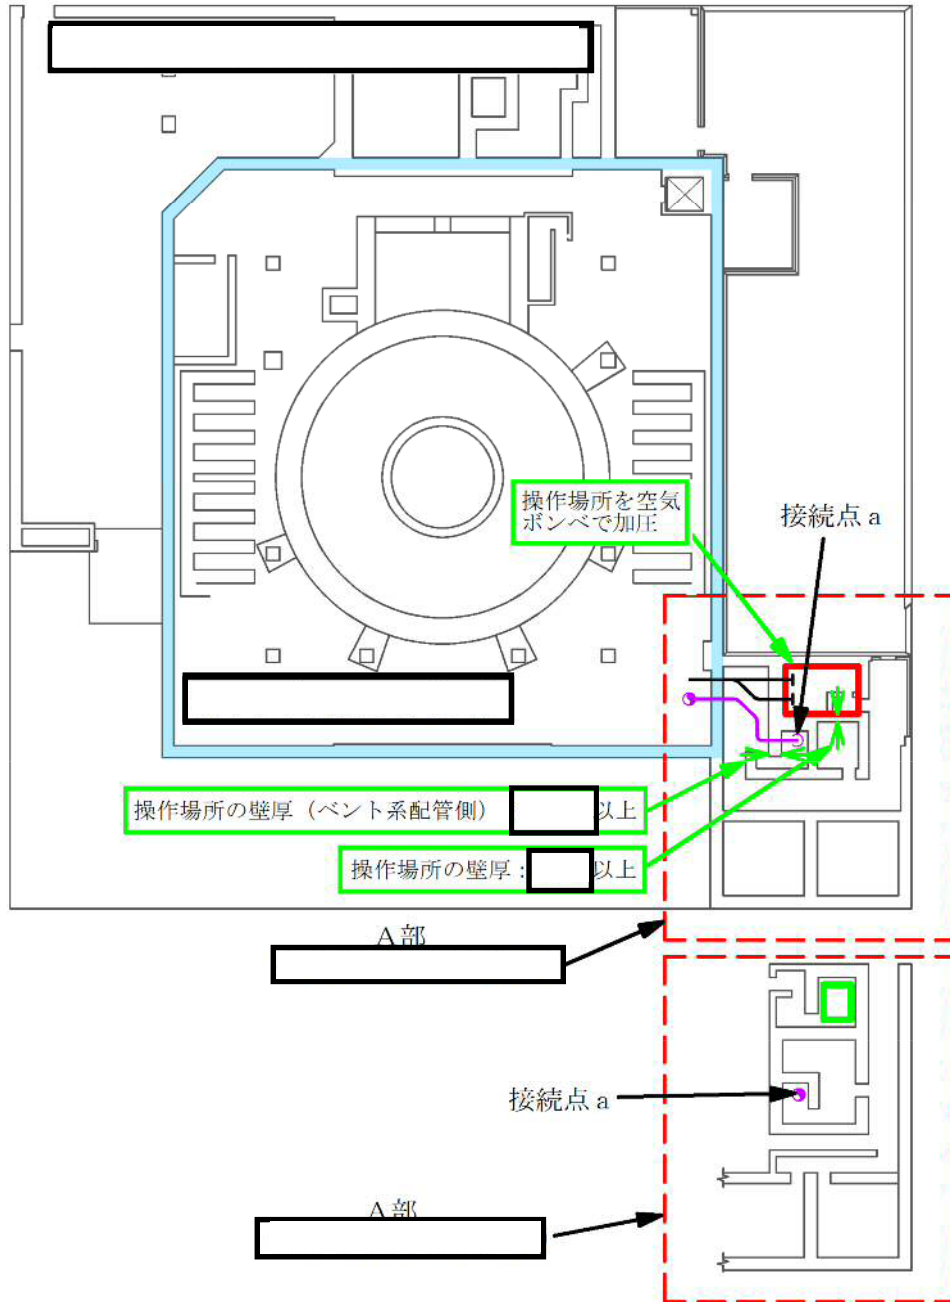 操作場所を空気
ボンベで加圧
接続点 a
操作場所の壁厚（ベント系配管側） 以上
操作場所の壁厚： 以上
A部
接続点 a
A部